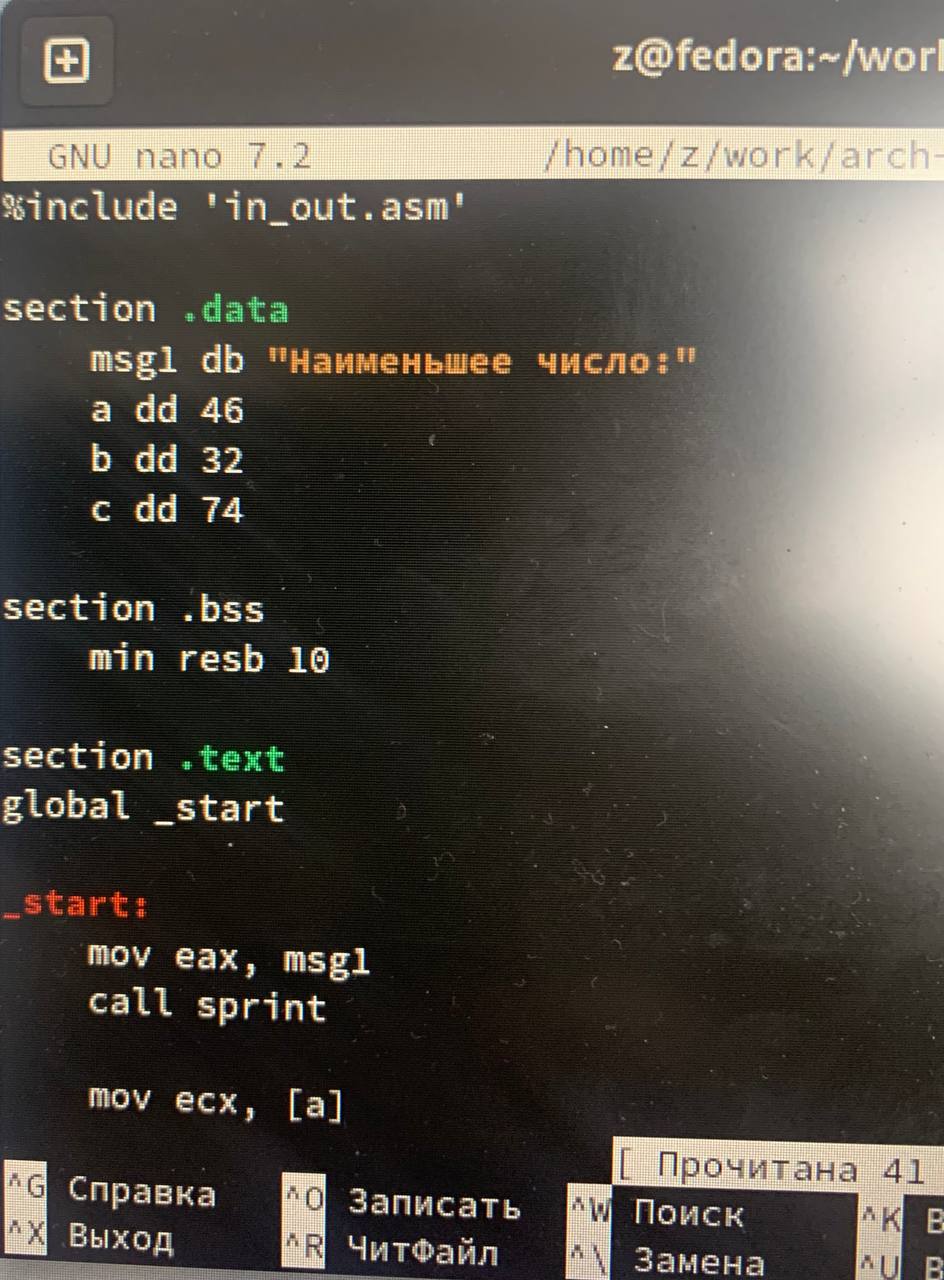 z@fedora:~/work
GNU nano 7.2 /home/z/work/arch-
%include 'in_out.asm'
section .data
msg1 db "Наименьшее число:"
a dd 46
b dd 32
c dd 74
section .bss
min resb 10
section .text
global _start
_start:
mov eax, msg1
call sprint
mov ecx, [a]
[ Прочитана 41
^G Справка ^O Записать ^W Поиск ^K В
^X Выход ^R ЧитФайл ^\ Замена ^U В